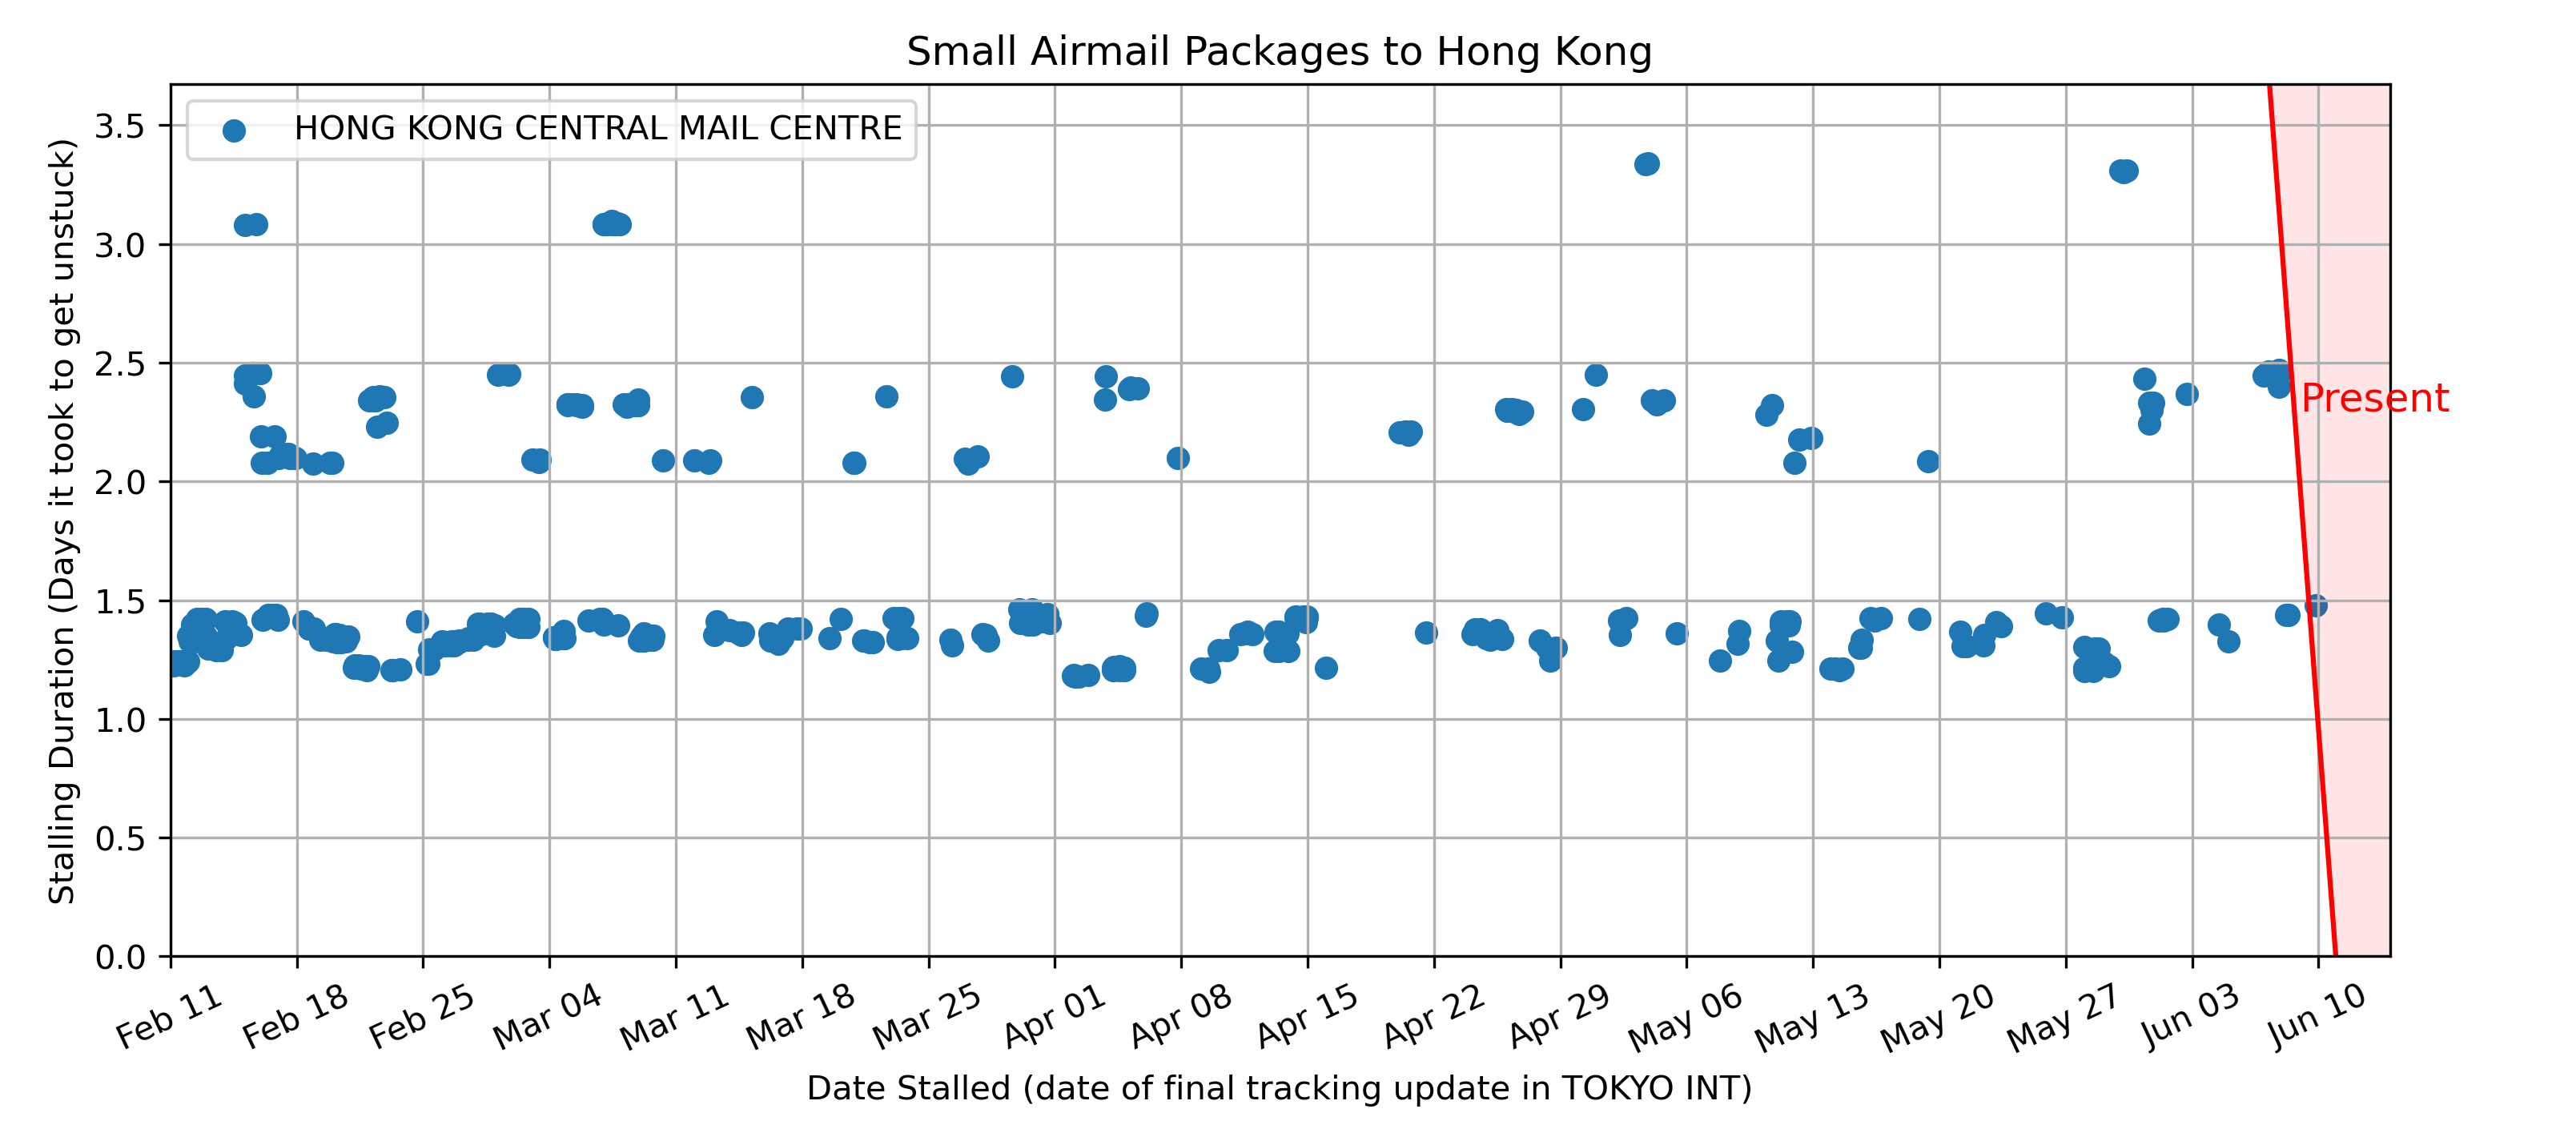 Small Airmail Packages to Hong Kong
HONG KONG CENTRAL MAIL CENTRE
Stalling Duration (Days it took to get unstuck)
3.5
3.0
2.5
2.0
1.5
1.0
0.5
0.0
Present
Feb 11
Feb 18
Feb 25
Mar 04
Mar 11
Mar 18
Mar 25
Apr 01
Apr 08
Apr 15
Apr 22
Apr 29
May 06
May 13
May 20
May 27
Jun 03
Jun 10
Date Stalled (date of final tracking update in TOKYO INT)